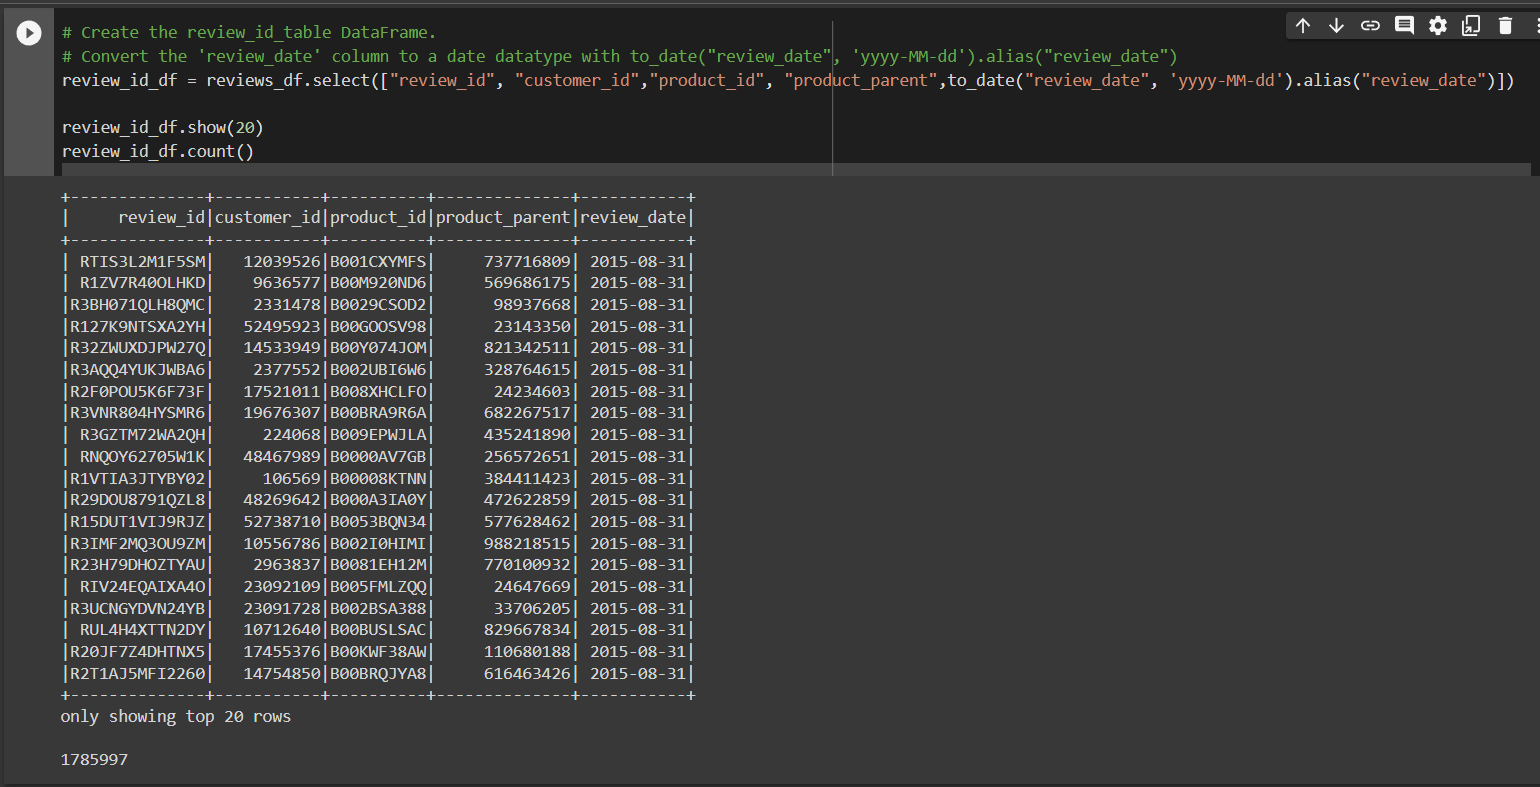 # Create the review_id_table DataFrame.
# Convert the 'review_date' column to a date datatype with to_date("review_date", 'yyyy-MM-dd').alias("review_date")
review_id_df = reviews_df.select(["review_id", "customer_id","product_id", "product_parent",to_date("review_date", 'yyyy-MM-dd').alias("review_date")])
review_id_df.show(20)
review_id_df.count()
+--------------+-----------+----------+--------------+-----------+
|     review_id|customer_id|product_id|product_parent|review_date|
+--------------+-----------+----------+--------------+-----------+
| RTIS3L2M1F5SM|   12039526|B001CXYMFS|     737716809| 2015-08-31|
| R1ZV7R40OLHKD|    9636577|B00M920ND6|     569686175| 2015-08-31|
|R3BH071QLH8QMC|    2331478|B0029CSOD2|      98937668| 2015-08-31|
|R127K9NTSXA2YH|   52495923|B00GOOSV98|      23143350| 2015-08-31|
|R32ZWUXDJPW27Q|   14533949|B00Y074JOM|     821342511| 2015-08-31|
|R3AQQ4YUKJWBA6|    2377552|B002UBI6W6|     328764615| 2015-08-31|
|R2F0POU5K6F73F|   17521011|B008XHCLFO|      24234603| 2015-08-31|
|R3VNR804HYSMR6|   19676307|B00BRA9R6A|     682267517| 2015-08-31|
| R3GZTM72WA2QH|     224068|B009EPWJLA|     435241890| 2015-08-31|
| RNQOY62705W1K|   48467989|B0000AV7GB|     256572651| 2015-08-31|
|R1VTIA3JTYBY02|     106569|B00008KTNN|     384411423| 2015-08-31|
|R29DOU8791QZL8|   48269642|B000A3IA0Y|     472622859| 2015-08-31|
|R15DUT1VIJ9RJZ|   52738710|B0053BQN34|     577628462| 2015-08-31|
|R3IMF2MQ3OU9ZM|   10556786|B002I0HIMI|     988218515| 2015-08-31|
|R23H79DHOZTYAU|    2963837|B0081EH12M|     770100932| 2015-08-31|
| RIV24EQAIXA4O|   23092109|B005FMLZQQ|      24647669| 2015-08-31|
|R3UCNGYDVN24YB|   23091728|B002BSA388|      33706205| 2015-08-31|
| RUL4H4XTTN2DY|   10712640|B00BUSLSAC|     829667834| 2015-08-31|
|R20JF7Z4DHTNX5|   17455376|B00KWF38AW|     110680188| 2015-08-31|
|R2T1AJ5MFI2260|   14754850|B00BRQJYA8|     616463426| 2015-08-31|
+--------------+-----------+----------+--------------+-----------+
only showing top 20 rows
1785997